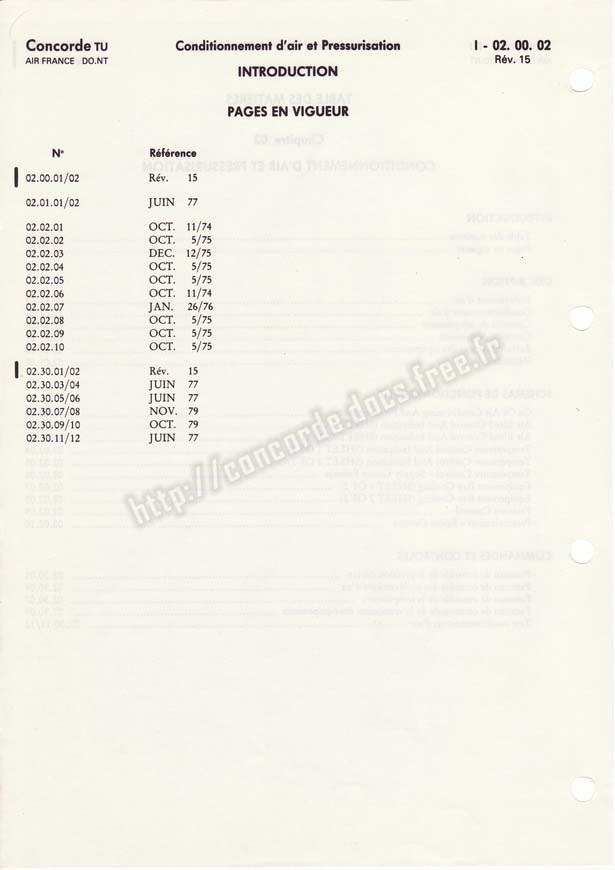 Concorde TU Conditionnement d'air et Pressurisation I - 02. 00. 02
AIR FRANCE DO.NT Rév. 15
INTRODUCTION
PAGES EN VIGUEUR
N° Référence
02.00.01/02 Rév. 15
02.01.01/02 JUIN 77
02.02.01 OCT. 11/74
02.02.02 OCT. 5/75
02.02.03 DEC. 12/75
02.02.04 OCT. 5/75
02.02.05 OCT. 5/75
02.02.06 OCT. 11/74
02.02.07 JAN. 26/76
02.02.08 OCT. 5/75
02.02.09 OCT. 5/75
02.02.10 OCT. 5/75
02.30.01/02 Rév. 15
02.30.03/04 JUIN 77
02.30.05/06 JUIN 77
02.30.07/08 NOV. 79
02.30.09/10 OCT. 79
02.30.11/12 JUIN 77
http://concorde.docs.free.fr